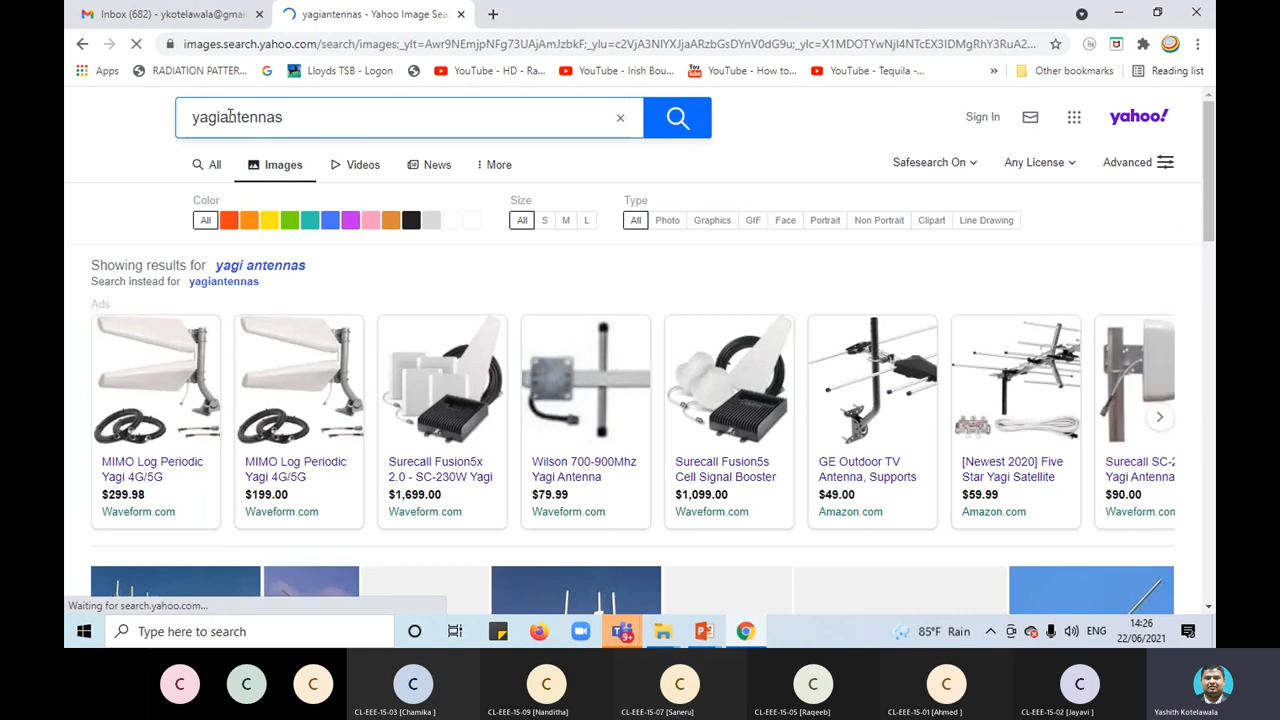 Inbox (682) - ykotelawala@gmai
yagiantennas - Yahoo Image Sea
images.search.yahoo.com/search/images;_ylt=Awr9NEmjpNFg73UAjAmJzbkF;_ylu=c2VjA3NlYXJjaARzbGsDYnV0dG9u;_ylc=X1MDOTYwNjI4NTcEX3IDMgRhY3RuA2...
Apps
RADIATION PATTER...
Lloyds TSB - Logon
YouTube - HD - Ra...
YouTube - Irish Bou...
YouTube - How to...
YouTube - Tequila -...
»
Other bookmarks
Reading list
yagiantennas
Sign In
yahoo!
All
Images
Videos
News
More
Safesearch On
Any License
Advanced
Color
Size
Type
All
All S M L
All Photo Graphics GIF Face Portrait Non Portrait Clipart Line Drawing
Showing results for yagi antennas
Search instead for yagiantennas
Ads
MIMO Log Periodic
Yagi 4G/5G
$299.98
Waveform.com
MIMO Log Periodic
Yagi 4G/5G
$199.00
Waveform.com
Surecall Fusion5x
2.0 - SC-230W Yagi
$1,699.00
Waveform.com
Wilson 700-900Mhz
Yagi Antenna
$79.99
Waveform.com
Surecall Fusion5s
Cell Signal Booster
$1,099.00
Waveform.com
GE Outdoor TV
Antenna, Supports
$49.00
Amazon.com
[Newest 2020] Five
Star Yagi Satellite
$59.99
Amazon.com
Surecall SC-2
Yagi Antenna
$90.00
Waveform.com
Waiting for search.yahoo.com...
Type here to search
9+
85°F Rain
ENG
14:26
22/06/2021
C
C
C
C
CL-EEE-15-03 [Chamika ]
C
CL-EEE-15-09 [Nanditha]
C
CL-EEE-15-07 [Saneru]
C
CL-EEE-15-05 [Raqeeb]
C
CL-EEE-15-01 [Ahmed ]
C
CL-EEE-15-02 [Jayavi ]
Yashith Kotelawala